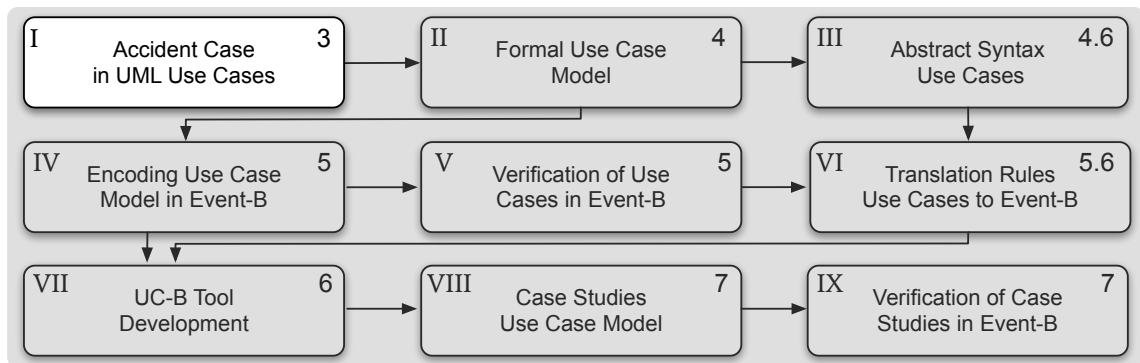 I
3
Accident Case
in UML Use Cases
II
4
Formal Use Case
Model
III
4.6
Abstract Syntax
Use Cases
IV
5
Encoding Use Case
Model in Event-B
V
5
Verification of Use
Cases in Event-B
VI
5.6
Translation Rules
Use Cases to Event-B
VII
6
UC-B Tool
Development
VIII
7
Case Studies
Use Case Model
IX
7
Verification of Case
Studies in Event-B